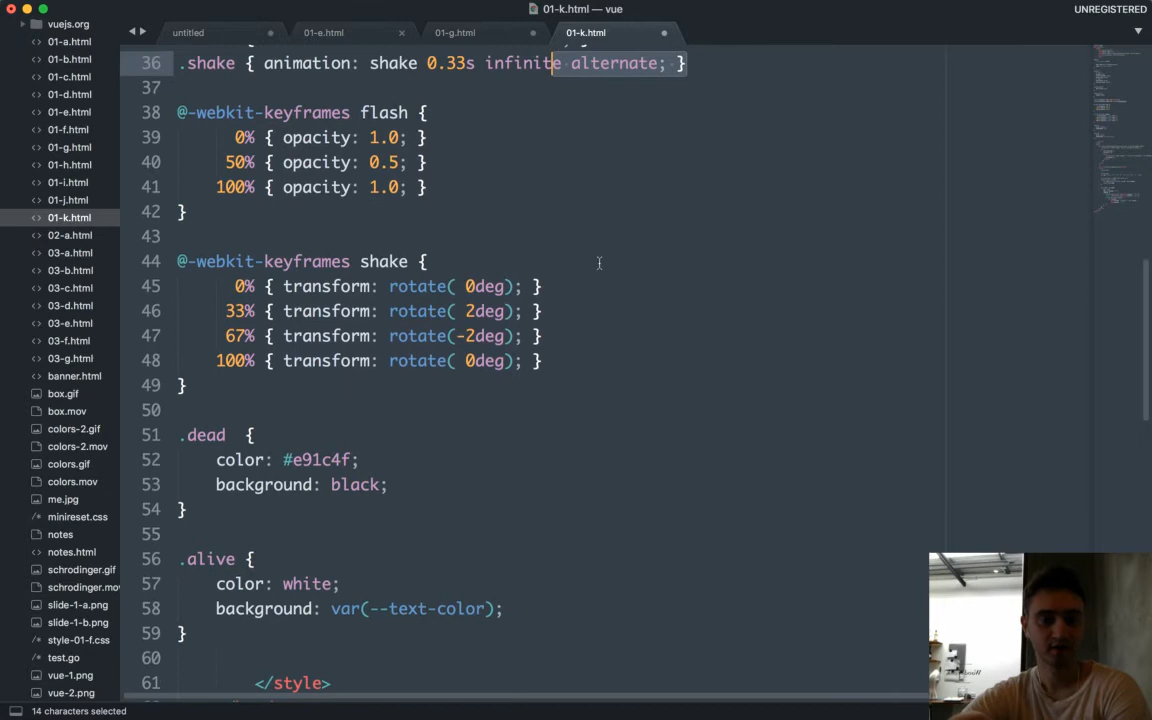 01-k.html — vue
UNREGISTERED
untitled
01-e.html
01-g.html
01-k.html
vuejs.org
01-a.html
01-b.html
01-c.html
01-d.html
01-e.html
01-f.html
01-g.html
01-h.html
01-i.html
01-j.html
01-k.html
02-a.html
03-a.html
03-b.html
03-c.html
03-d.html
03-e.html
03-f.html
03-g.html
banner.html
box.gif
box.mov
colors-2.gif
colors-2.mov
colors.gif
colors.mov
me.jpg
minireset.css
notes
notes.html
schrodinger.gif
schrodinger.mov
slide-1-a.png
slide-1-b.png
style-01-f.css
test.go
vue-1.png
vue-2.png
36 .shake { animation: shake 0.33s infinite alternate; }
37
38 @-webkit-keyframes flash {
39 0% { opacity: 1.0; }
40 50% { opacity: 0.5; }
41 100% { opacity: 1.0; }
42 }
43
44 @-webkit-keyframes shake {
45 0% { transform: rotate( 0deg); }
46 33% { transform: rotate( 2deg); }
47 67% { transform: rotate(-2deg); }
48 100% { transform: rotate( 0deg); }
49 }
50
51 .dead {
52 color: #e91c4f;
53 background: black;
54 }
55
56 .alive {
57 color: white;
58 background: var(--text-color);
59 }
60
61 </style>
14 characters selected